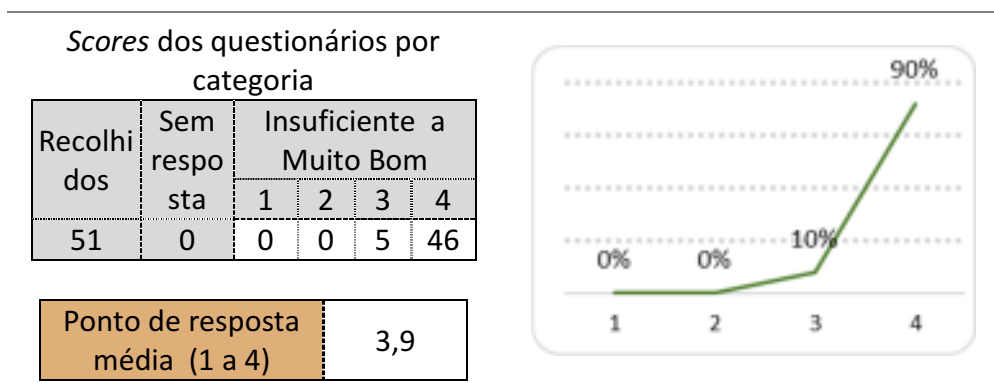 Scores dos questionários por
categoria
Recolhi
dos
Sem
respo
sta
Insuficiente a
Muito Bom
1 2 3 4
51 0 0 0 5 46
Ponto de resposta
média (1 a 4)
3,9
90%
10%
0% 0%
1 2 3 4